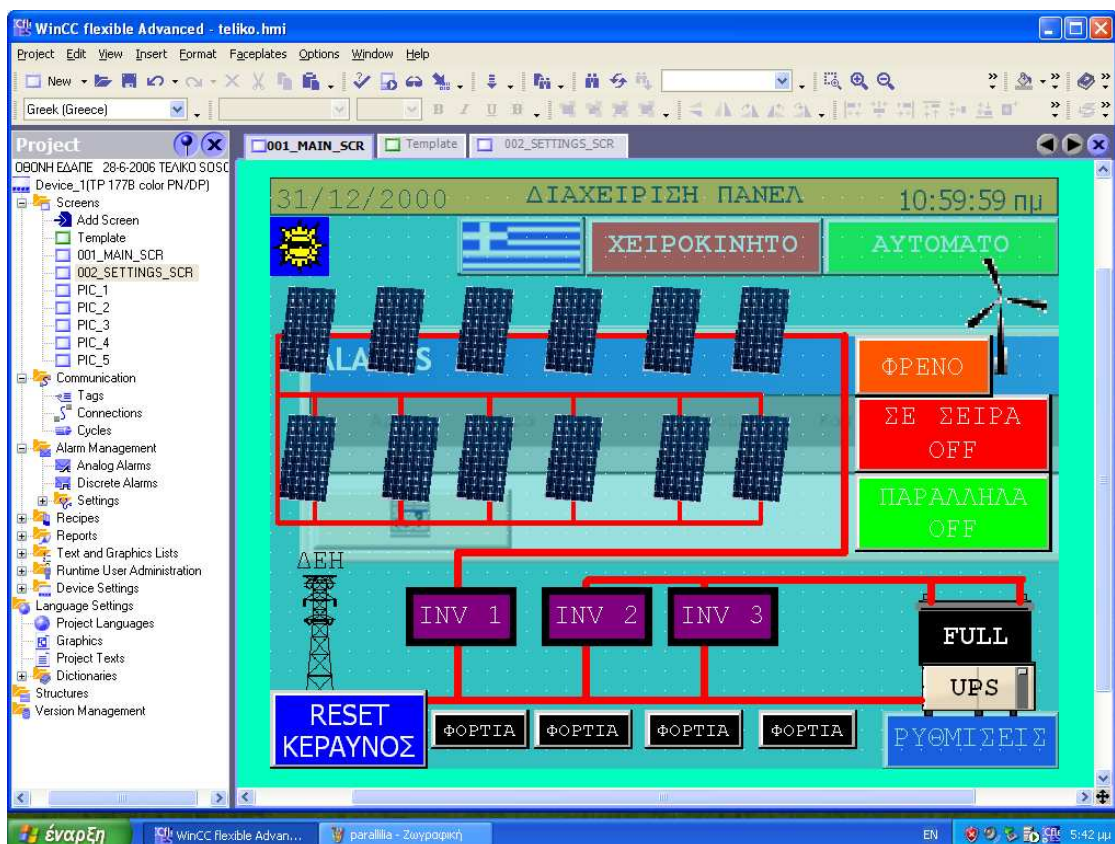 WinCC flexible Advanced - teliko.hmi
Project Edit View Insert Format Faceplates Options Window Help
New
Greek (Greece)
B I U B
Project
001_MAIN_SCR
Template
002_SETTINGS_SCR
ΟΘΟΝΗ ΕΔΑΠΕ 28-6-2006 ΤΕΛΙΚΟ SOSC
Device_1(TP 177B color PN/DP)
Screens
Add Screen
Template
001_MAIN_SCR
002_SETTINGS_SCR
PIC_1
PIC_2
PIC_3
PIC_4
PIC_5
Communication
Tags
Connections
Cycles
Alarm Management
Analog Alarms
Discrete Alarms
Settings
Recipes
Reports
Text and Graphics Lists
Runtime User Administration
Device Settings
Language Settings
Project Languages
Graphics
Project Texts
Dictionaries
Structures
Version Management
31/12/2000
ΔΙΑΧΕΙΡΙΣΗ ΠΑΝΕΛ
10:59:59 πμ
ΧΕΙΡΟΚΙΝΗΤΟ
ΑΥΤΟΜΑΤΟ
ΦΡΕΝΟ
ΣΕ ΣΕΙΡΑ
OFF
ΠΑΡΑΛΛΗΛΑ
OFF
ΔΕΗ
INV 1
INV 2
INV 3
FULL
UPS
RESET
ΚΕΡΑΥΝΟΣ
ΦΟΡΤΙΑ
ΦΟΡΤΙΑ
ΦΟΡΤΙΑ
ΦΟΡΤΙΑ
ΡΥΘΜΙΣΕΙΣ
έναρξη
WinCC flexible Advan...
parallilia - Ζωγραφική
EN
5:42 μμ